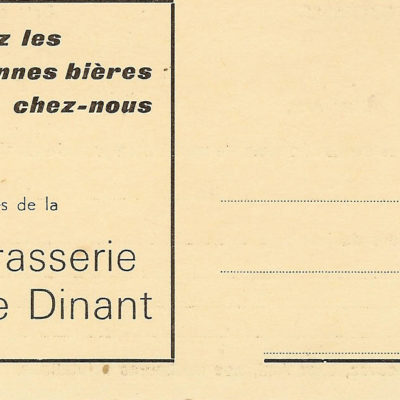 z les
nnes bières
chez-nous
s de la
rasserie
e Dinant